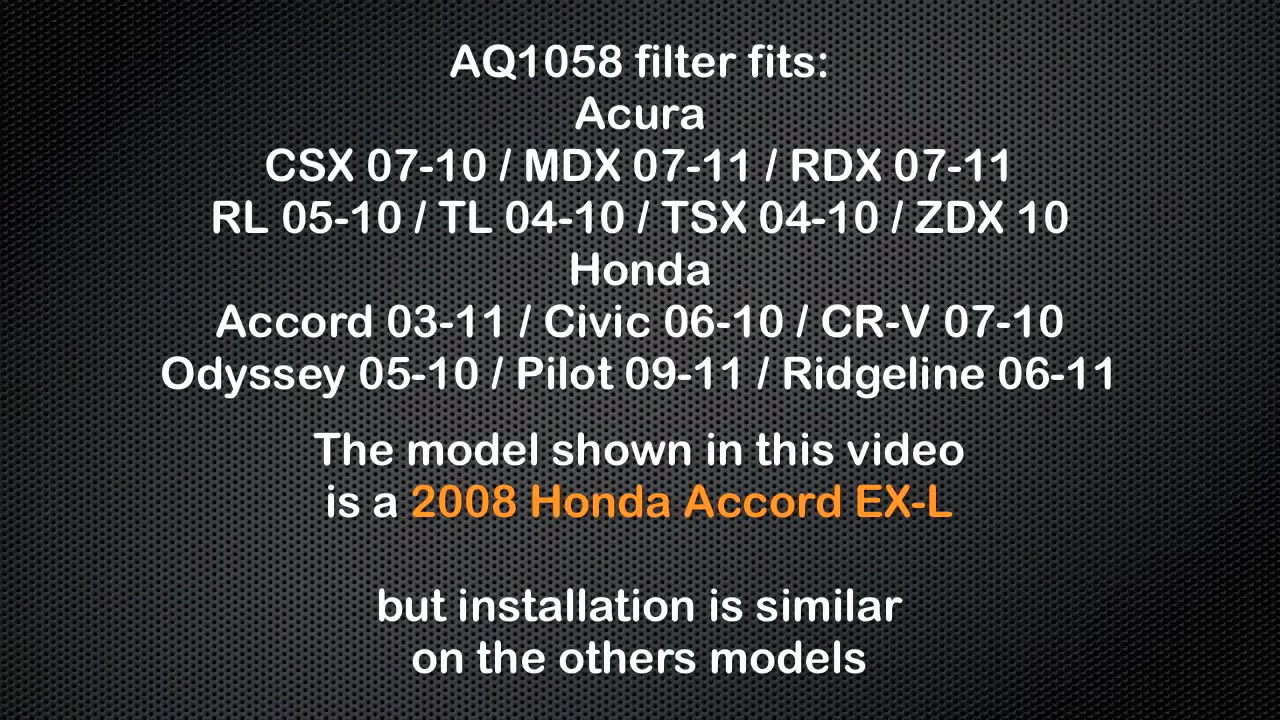 AQ1058 filter fits:
Acura
CSX 07-10 / MDX 07-11 / RDX 07-11
RL 05-10 / TL 04-10 / TSX 04-10 / ZDX 10
Honda
Accord 03-11 / Civic 06-10 / CR-V 07-10
Odyssey 05-10 / Pilot 09-11 / Ridgeline 06-11
The model shown in this video
is a 2008 Honda Accord EX-L
but installation is similar
on the others models